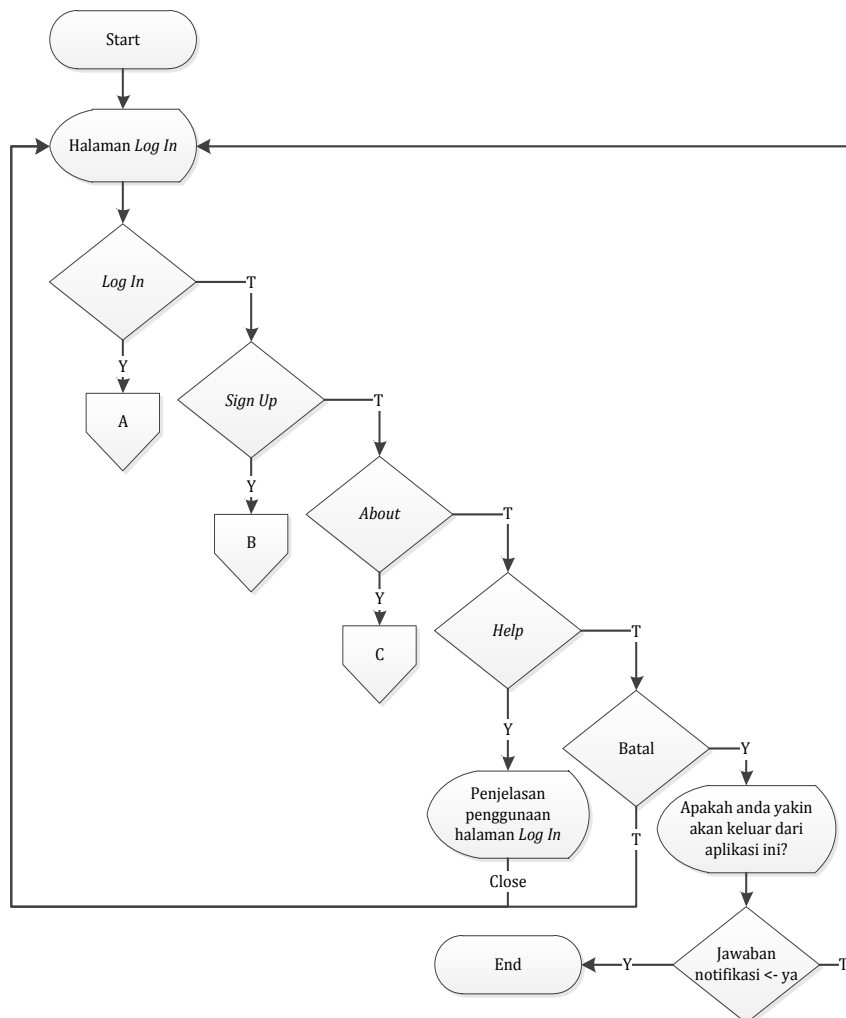 Start
Halaman Log In
Log In
T
Y
A
Sign Up
T
Y
B
About
T
Y
C
Help
T
Y
Penjelasan
penggunaan
halaman Log In
Close
Batal
Y
T
Apakah anda yakin
akan keluar dari
aplikasi ini?
Jawaban
notifikasi <- ya
Y
T
End